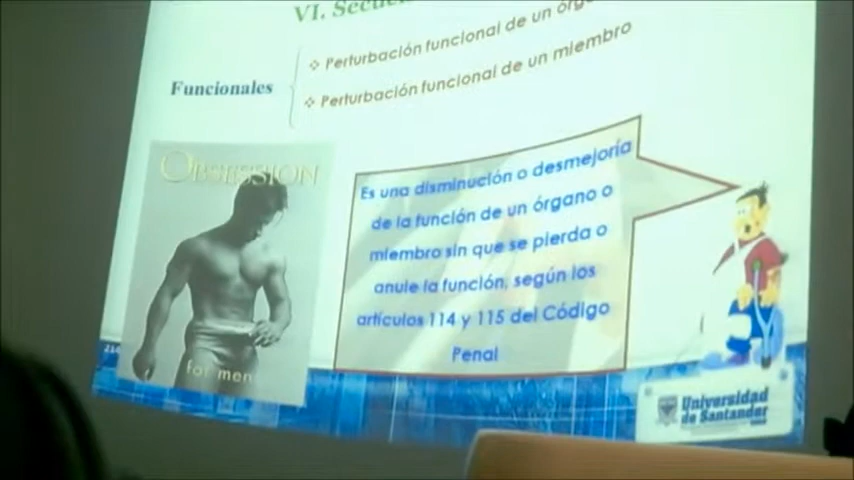 VI.
Perturbación funcional de un
Funcionales
Perturbación funcional de un miembro
OBSESSION
for men
Es una disminución o desmejoría
de la función de un órgano o
miembro sin que se pierda o
anule la función, según los
artículos 114 y 115 del Código
Penal
Universidad
de Santander